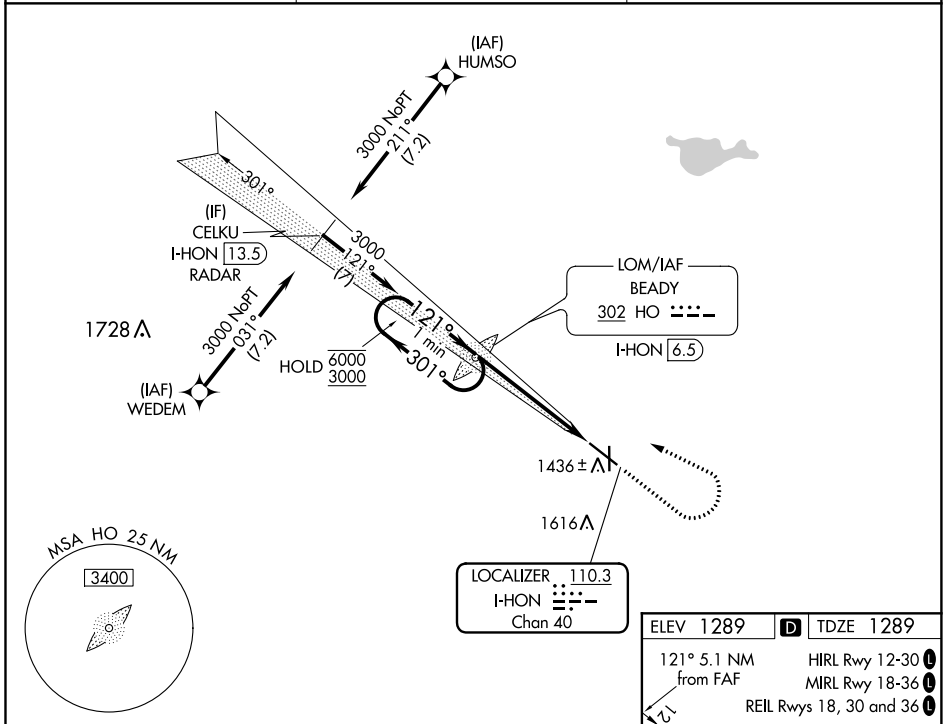 (IAF)
HUMSO
3000 NoPT
211°
(7.2)
301°
(IF)
CELKU
I-HON 13.5
RADAR
3000
121°
(7)
LOM/IAF
BEADY
302 HO
I-HON 6.5
1728
3000 NoPT
031°
(7.2)
HOLD 6000
3000
121°
1 min
301°
(IAF)
WEDEM
1436 ±
1616
MSA HO 25 NM
3400
LOCALIZER 110.3
I-HON
Chan 40
ELEV 1289 D TDZE 1289
121° 5.1 NM
from FAF
HIRL Rwy 12-30 L
MIRL Rwy 18-36 L
REIL Rwys 18, 30 and 36 L